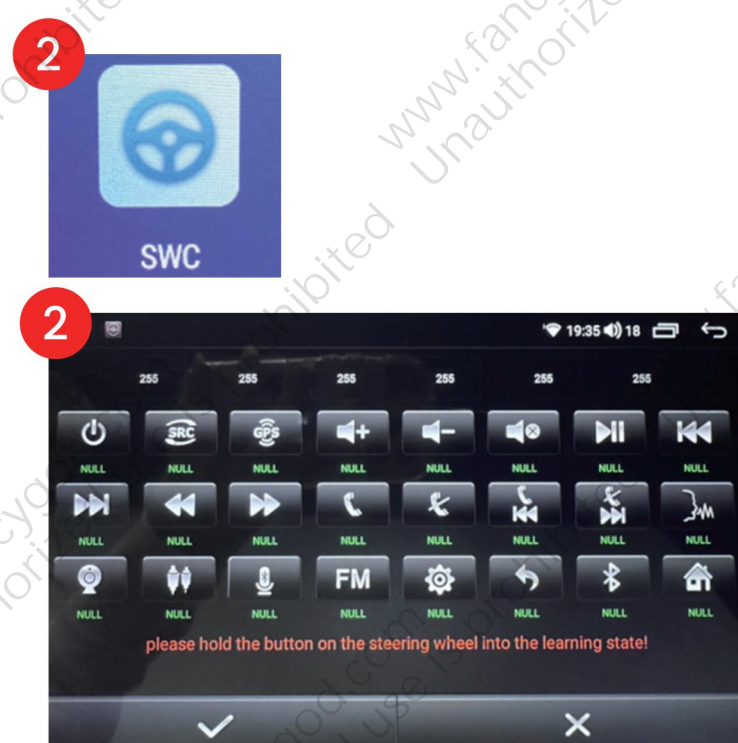 2
SWC
2
19:35 18
255 255 255 255 255 255
SRC GPS
NULL NULL NULL NULL NULL NULL NULL NULL
NULL NULL NULL NULL NULL NULL NULL NULL
FM
NULL NULL NULL NULL NULL NULL NULL NULL
please hold the button on the steering wheel into the learning state!